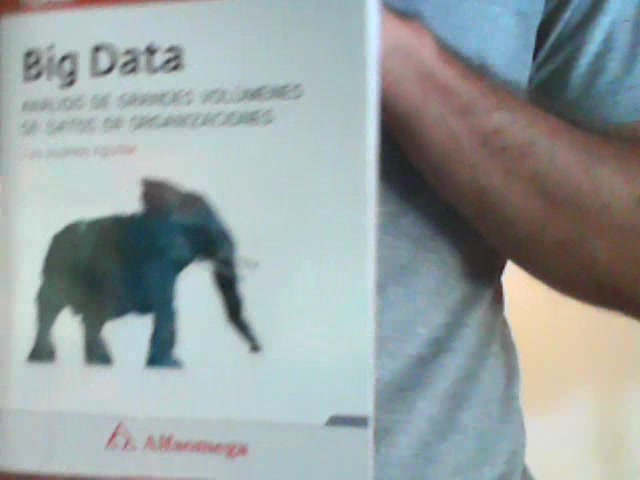 Big Data
ANÁLISIS DE GRANDES VOLÚMENES
DE DATOS EN ORGANIZACIONES
Alfaomega